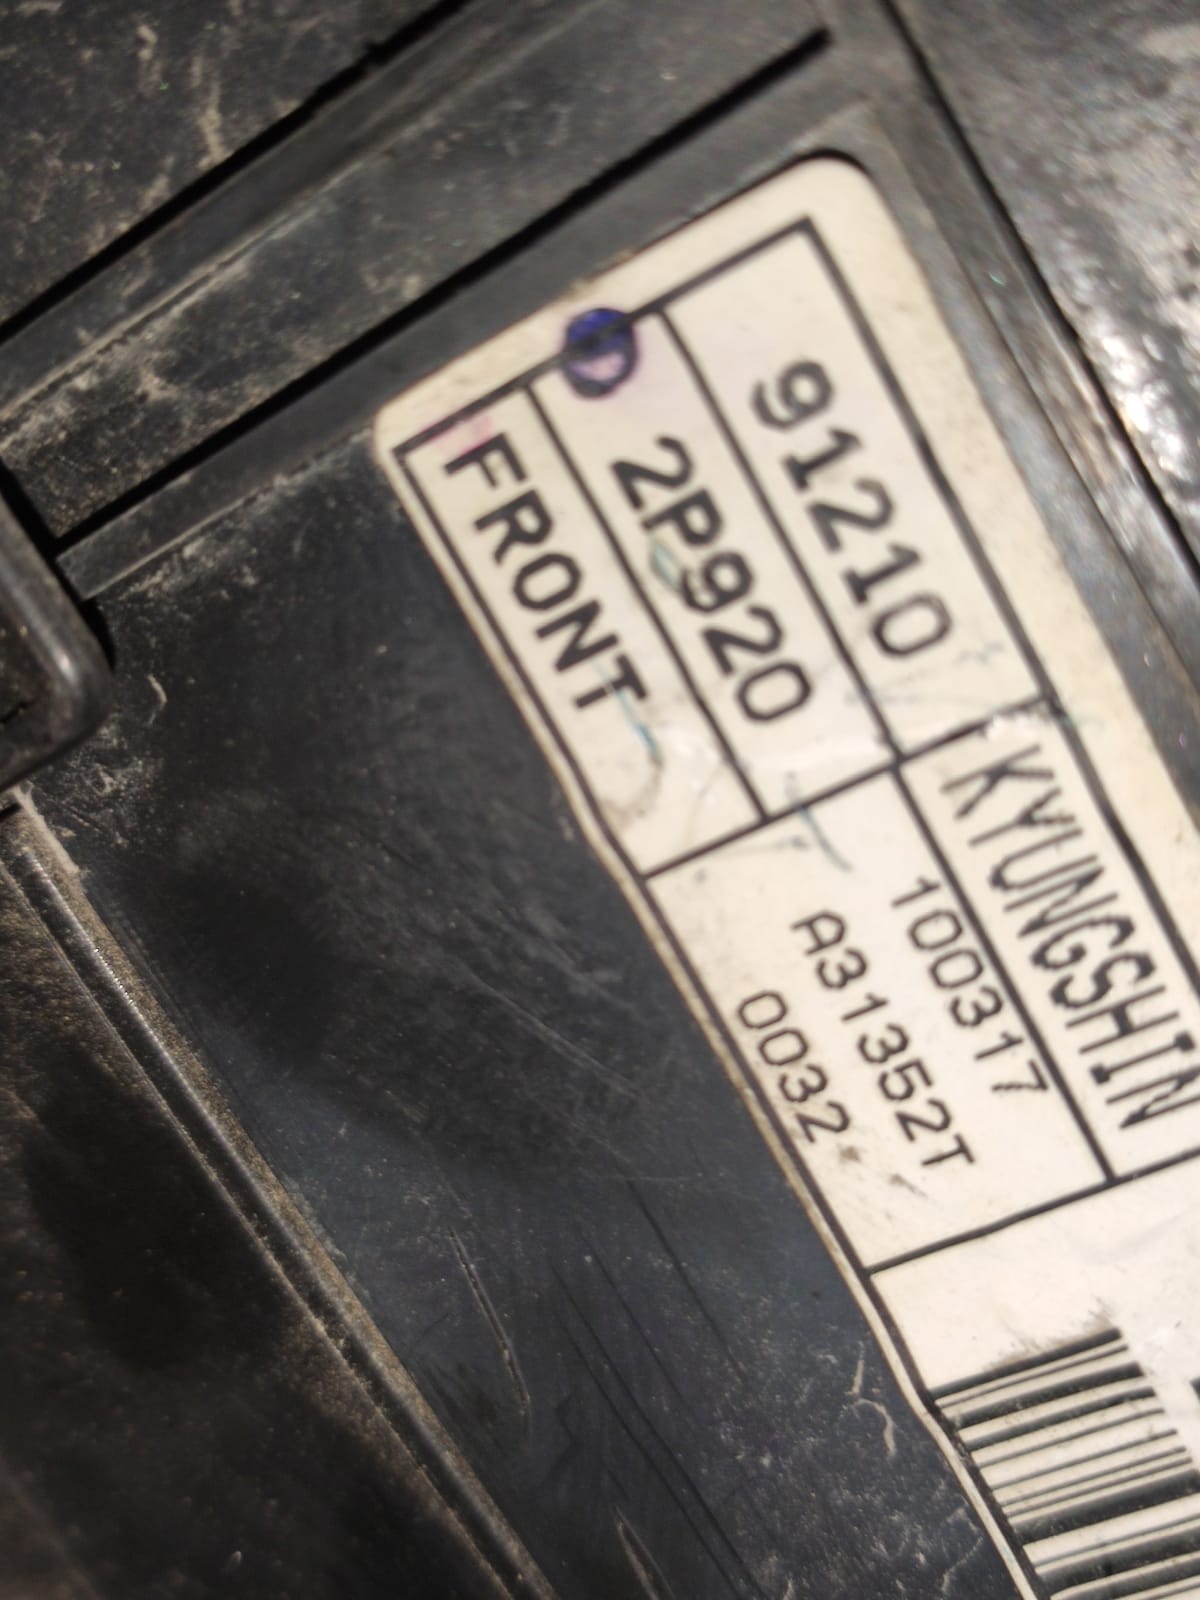 91210
KYUNGSHIN
2P920
FRONT
100317
A31352T
0032